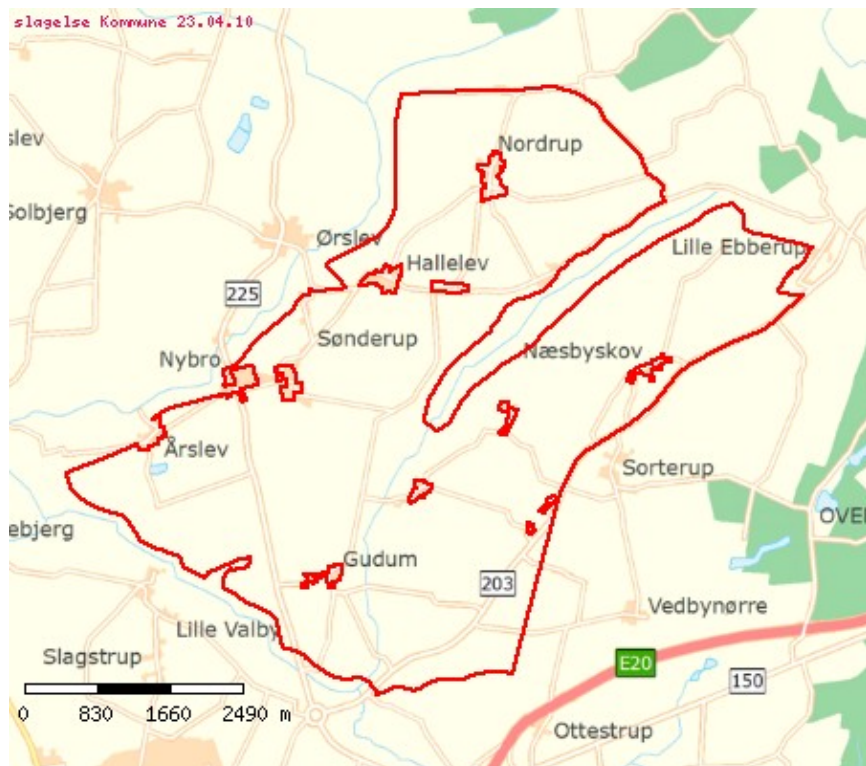 slagelse Kommune 23.04.10
slev
Nordrup
Solbjerg
Ørslev
Lille Ebberup
Hallelev
225
Sønderup
Nybro
Næsbyskov
Årslev
Sorterup
OVE
ebjerg
Gudum
203
Vedbynørre
Lille Valby
Slagstrup
E20
150
0 830 1660 2490 m
Ottestrup